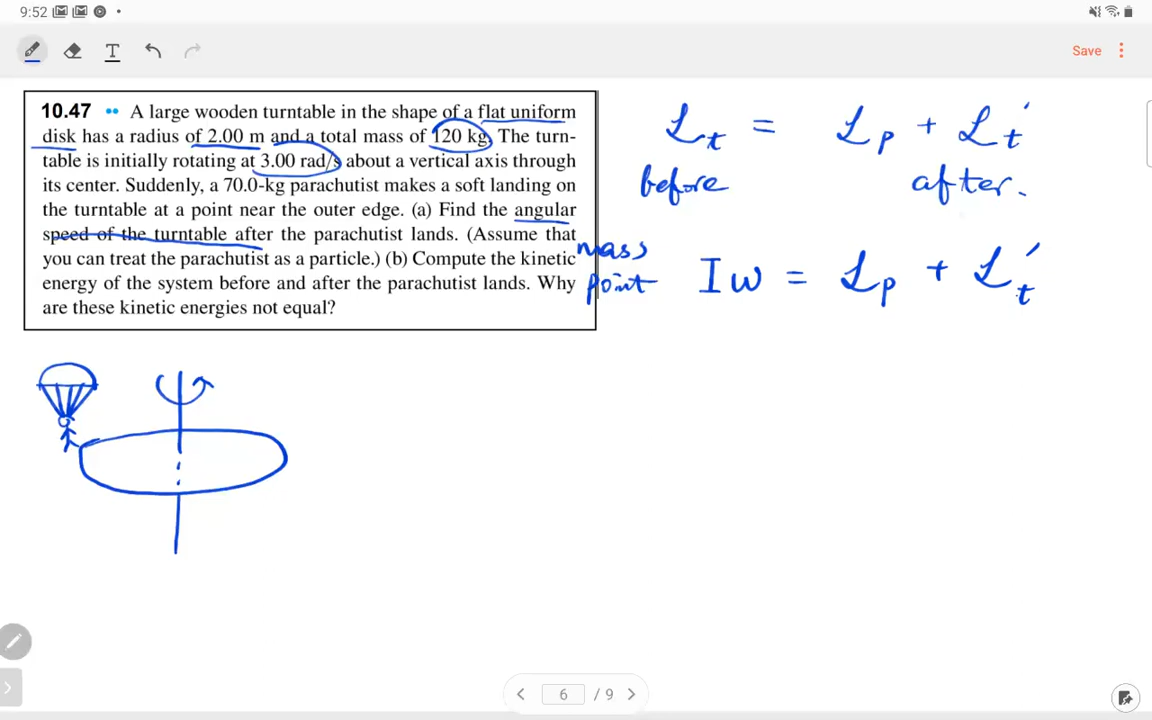 9:52
Save
10.47 •• A large wooden turntable in the shape of a flat uniform
disk has a radius of 2.00 m and a total mass of 120 kg. The turn-
table is initially rotating at 3.00 rad/s about a vertical axis through
its center. Suddenly, a 70.0-kg parachutist makes a soft landing on
the turntable at a point near the outer edge. (a) Find the angular
speed of the turntable after the parachutist lands. (Assume that
you can treat the parachutist as a particle.) (b) Compute the kinetic
energy of the system before and after the parachutist lands. Why
are these kinetic energies not equal?
ℒt = ℒp + ℒt′
before after.
mass
point Iω = ℒp + ℒt′
6 / 9